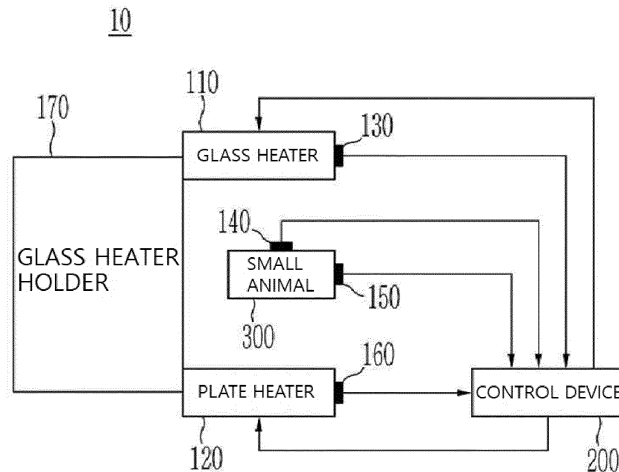 10
170
110
130
GLASS HEATER
140
GLASS HEATER
HOLDER
SMALL
ANIMAL
150
300
160
PLATE HEATER
CONTROL DEVICE
120
200